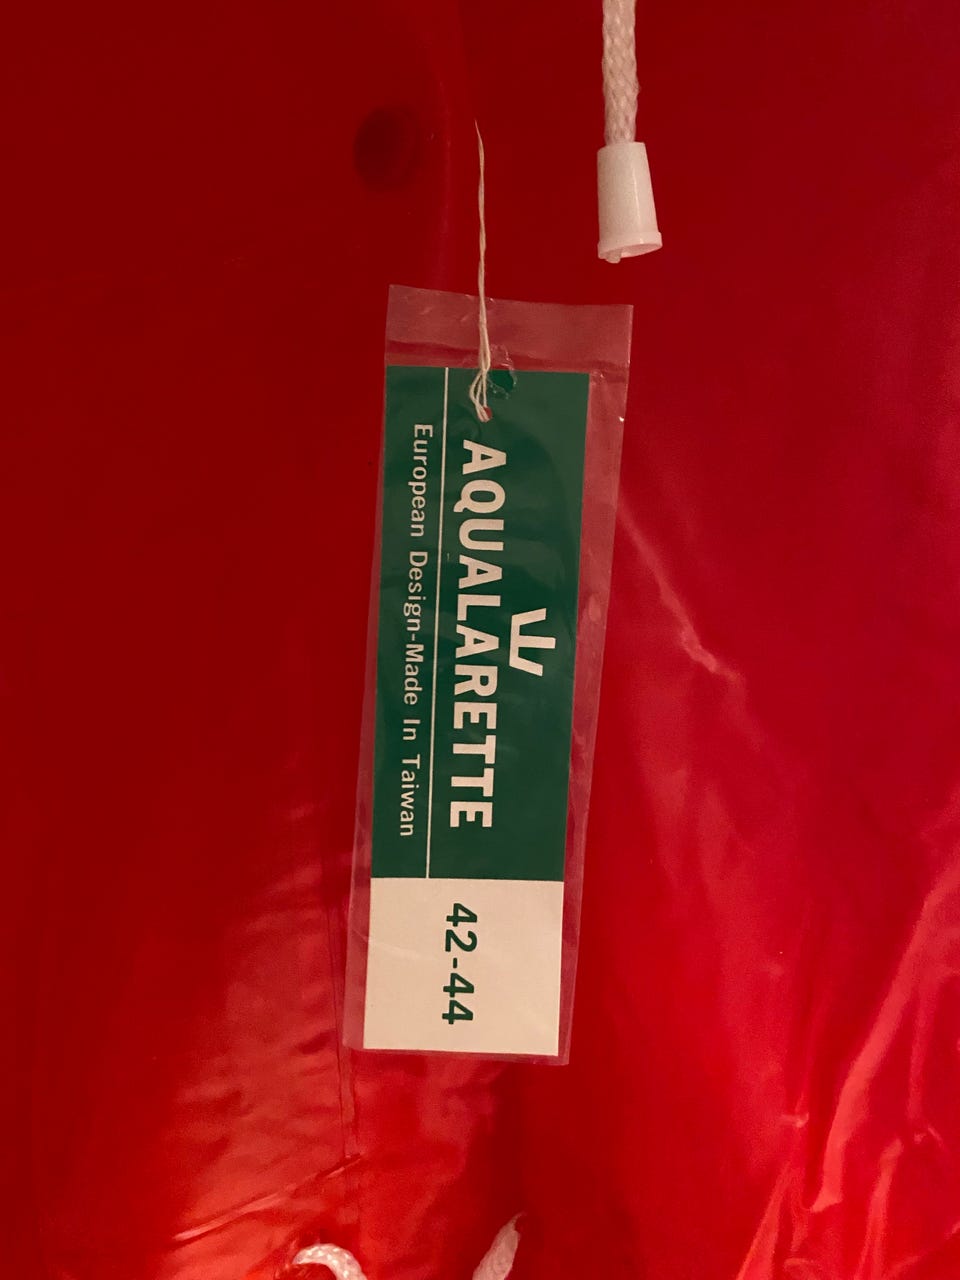 AQUALARETTE
European Design-Made In Taiwan
42-44